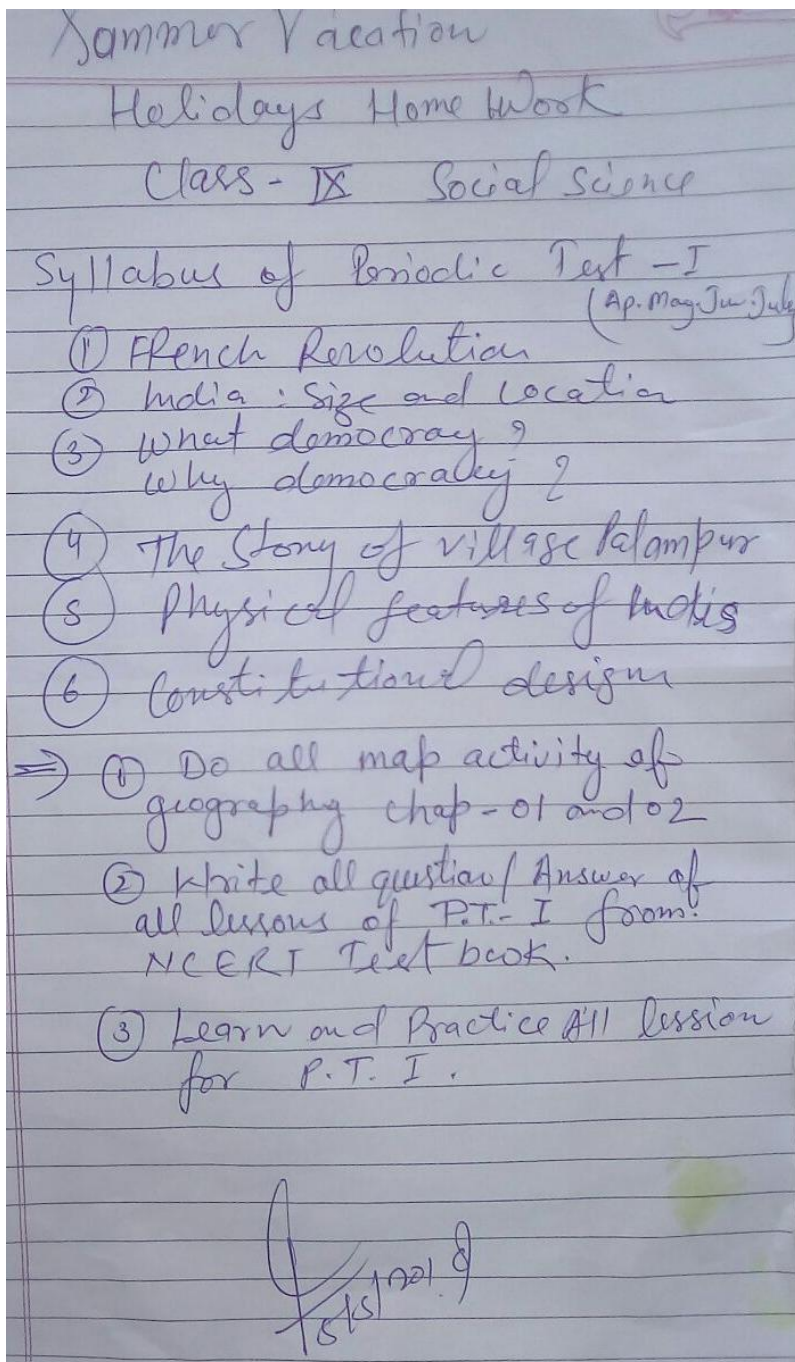 Sammer Vacation
Holidays Home Work
Class - IX Social Science
Syllabus of Periodic Test - I
(Ap. May. Jun. July)
① FRench Revolution
② India : Size and Location
③ What democray ?
Why democracy ?
④ The Story of village Palampur
⑤ Physical features of India
⑥ Constitutional design
⇒ ① Do all map activity of
geography chap - 01 and 02
② Write all question/Answer of
all lessons of P.T. - I from
NCERT Text book.
③ Learn and Practice All lession
for P.T. I.